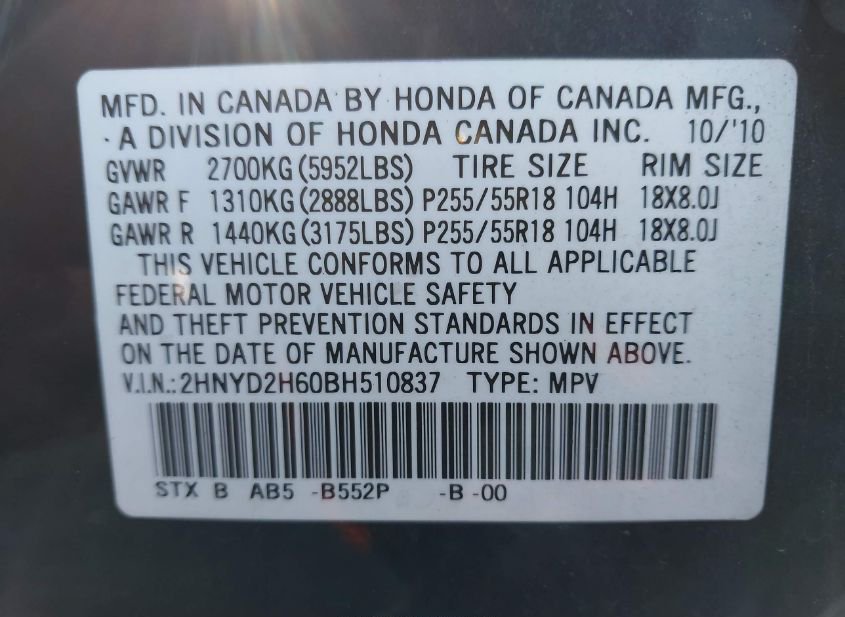 MFD. IN CANADA BY HONDA OF CANADA MFG.,
A DIVISION OF HONDA CANADA INC. 10/'10
GVWR 2700KG (5952LBS) TIRE SIZE RIM SIZE
GAWR F 1310KG (2888LBS) P255/55R18 104H 18X8.0J
GAWR R 1440KG (3175LBS) P255/55R18 104H 18X8.0J
THIS VEHICLE CONFORMS TO ALL APPLICABLE
FEDERAL MOTOR VEHICLE SAFETY
AND THEFT PREVENTION STANDARDS IN EFFECT
ON THE DATE OF MANUFACTURE SHOWN ABOVE.
V.I.N.: 2HNYD2H60BH510837 TYPE: MPV
STX B AB5 -B552P -B -00